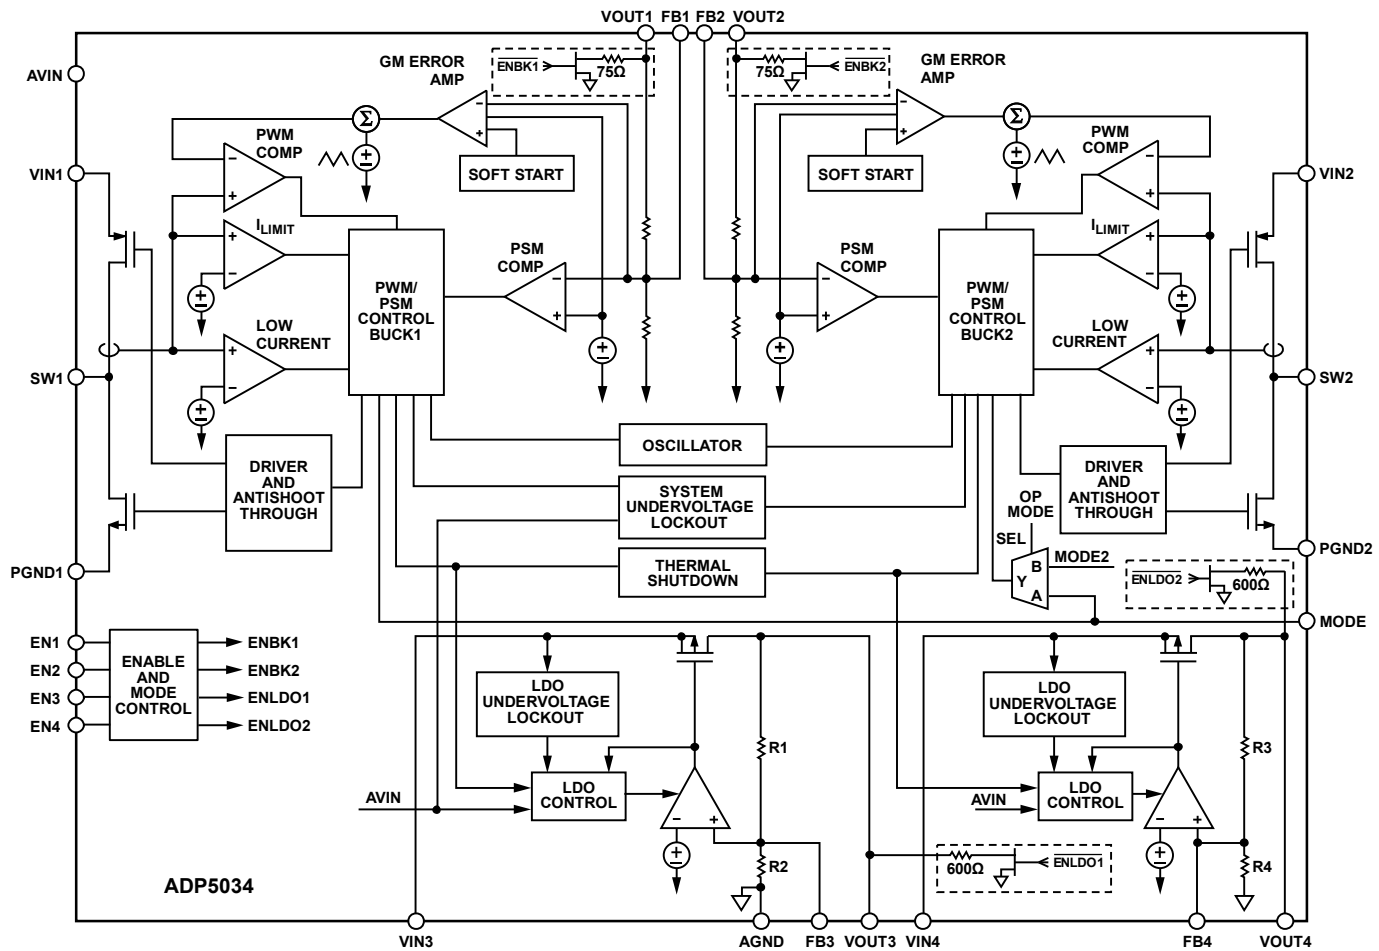 VOUT1 FB1 FB2 VOUT2
AVIN
GM ERROR
AMP
ENBK1
75Ω
75Ω
ENBK2
GM ERROR
AMP
Σ
Σ
PWM
COMP
SOFT START
SOFT START
PWM
COMP
VIN1
VIN2
ILIMIT
ILIMIT
PSM
COMP
PSM
COMP
PWM/
PSM
CONTROL
BUCK1
PWM/
PSM
CONTROL
BUCK2
LOW
CURRENT
LOW
CURRENT
SW1
SW2
OSCILLATOR
DRIVER
AND
ANTISHOOT
THROUGH
SYSTEM
UNDERVOLTAGE
LOCKOUT
DRIVER
AND
ANTISHOOT
THROUGH
OP
MODE
SEL
THERMAL
SHUTDOWN
B
Y
A
MODE2
ENLDO2
600Ω
PGND1
PGND2
MODE
EN1
EN2
EN3
EN4
ENABLE
AND
MODE
CONTROL
ENBK1
ENBK2
ENLDO1
ENLDO2
LDO
UNDERVOLTAGE
LOCKOUT
LDO
UNDERVOLTAGE
LOCKOUT
R1
R3
AVIN
LDO
CONTROL
AVIN
LDO
CONTROL
R2
600Ω
ENLDO1
R4
ADP5034
VIN3 AGND FB3 VOUT3 VIN4 FB4 VOUT4